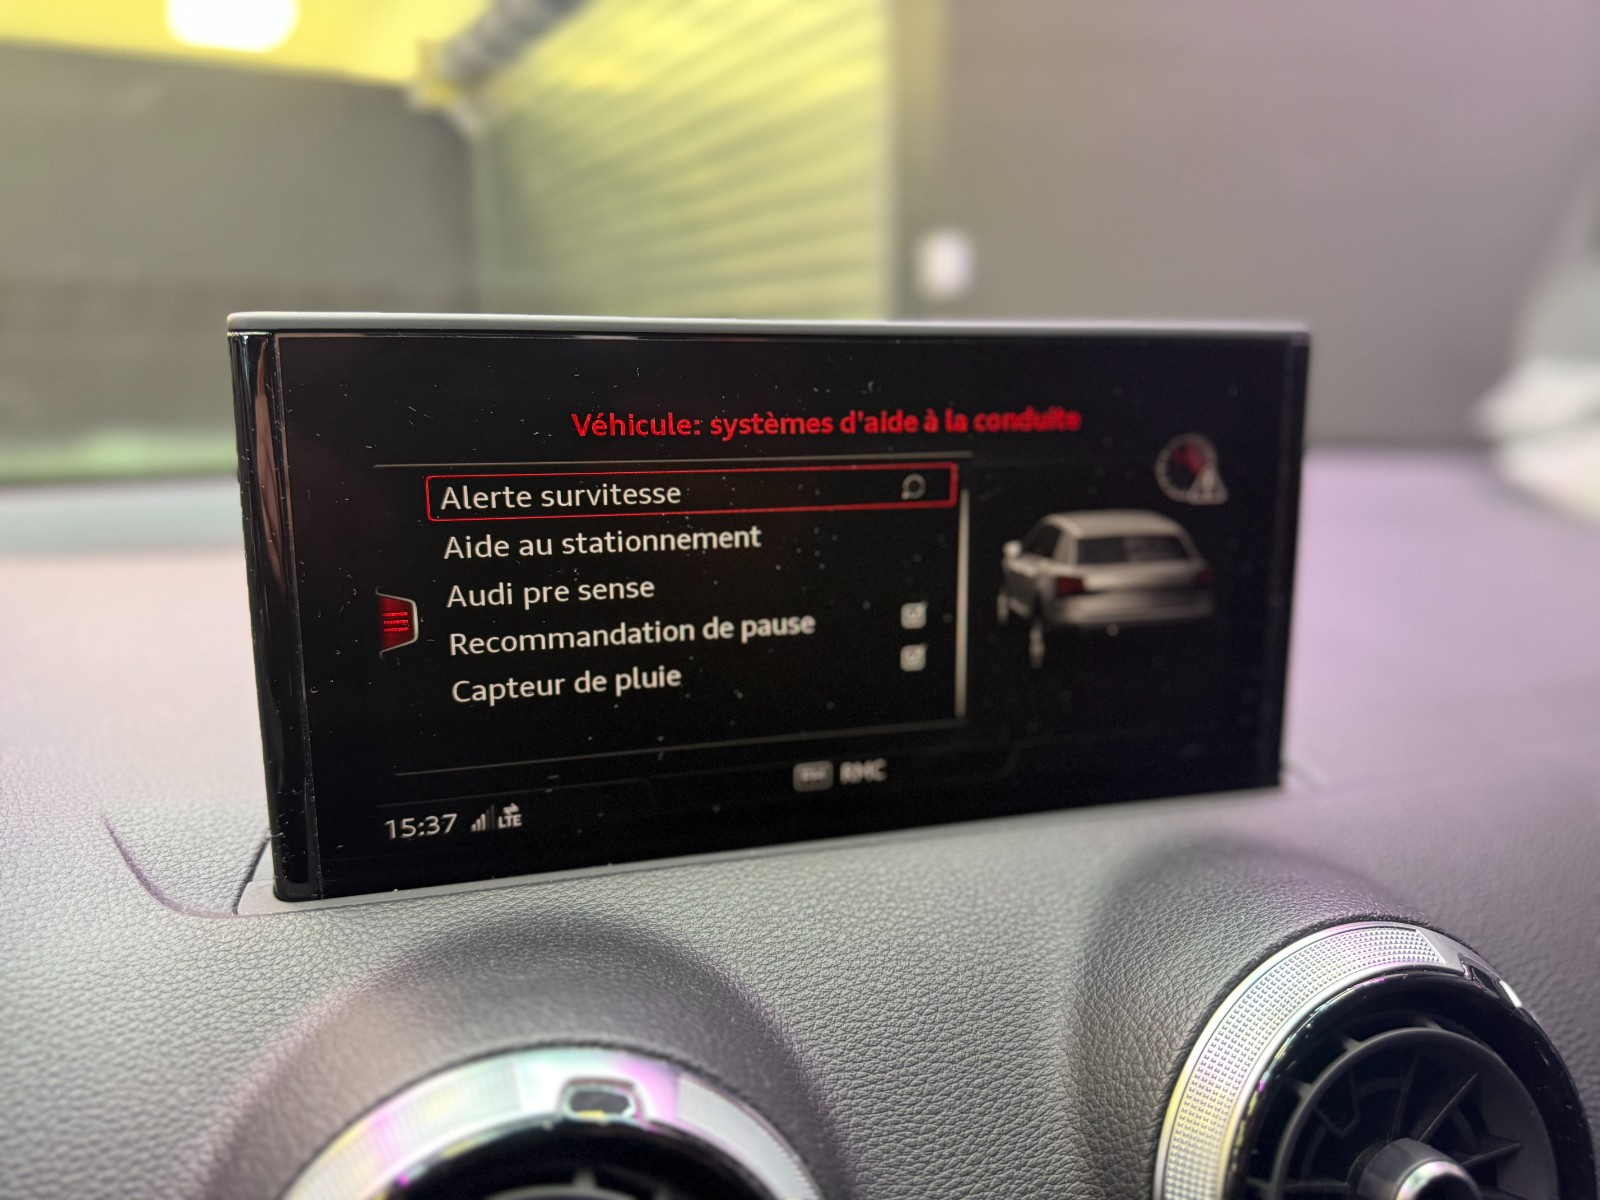 Véhicule: systèmes d'aide à la conduite
Alerte survitesse
Aide au stationnement
Audi pre sense
Recommandation de pause
Capteur de pluie
RMC
15:37 LTE